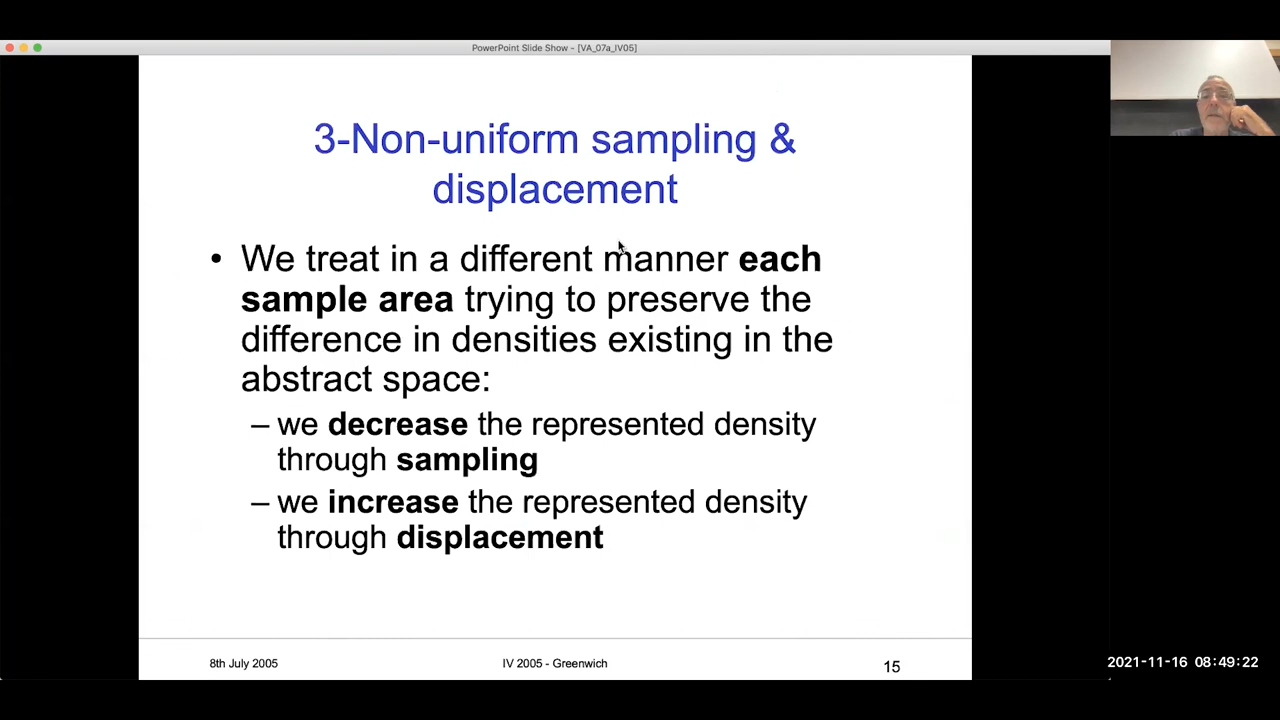 PowerPoint Slide Show - [VA_07a_IV05]
3-Non-uniform sampling &
displacement
• We treat in a different manner each
sample area trying to preserve the
difference in densities existing in the
abstract space:
– we decrease the represented density
through sampling
– we increase the represented density
through displacement
8th July 2005
IV 2005 - Greenwich
15
2021-11-16 08:49:22